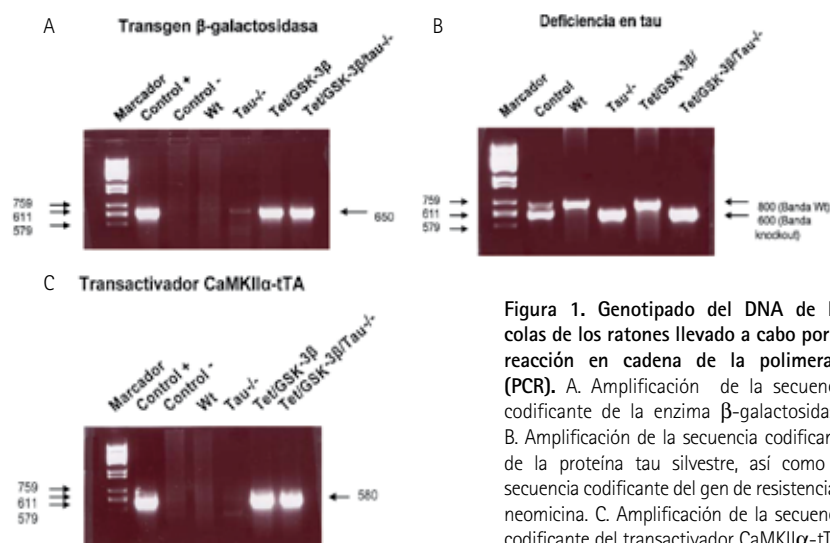 A
Transgen β-galactosidasa
Marcador
Control +
Control -
Wt
Tau-/-
Tet/GSK-3β
Tet/GSK-3β/tau-/-
759
611
579
650
B
Deficiencia en tau
Marcador
Control
Wt
Tau-/-
Tet/GSK-3β/
Tet/GSK-3β/Tau-/-
759
611
579
800 (Banda Wt)
600 (Banda
knockout)
C
Transactivador CaMKIIα-tTA
Marcador
Control +
Control -
Wt
Tau-/-
Tet/GSK-3β
Tet/GSK-3β/Tau-/-
759
611
579
580
Figura 1. Genotipado del DNA de l
colas de los ratones llevado a cabo por
reacción en cadena de la polimera
(PCR). A. Amplificación de la secuenc
codificante de la enzima β-galactosida
B. Amplificación de la secuencia codifican
de la proteína tau silvestre, así como
secuencia codificante del gen de resistencia
neomicina. C. Amplificación de la secuenc
codificante del transactivador CaMKIIα-tT